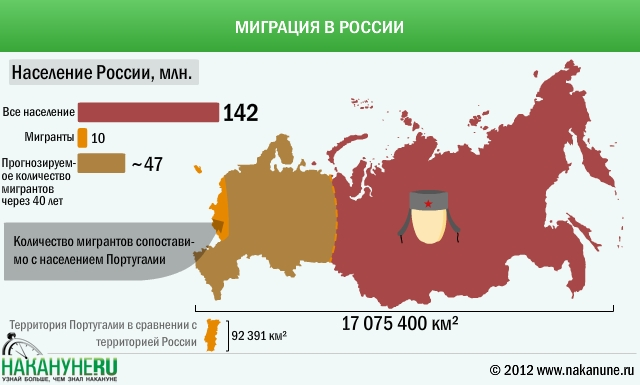 МИГРАЦИЯ В РОССИИ
Население России, млн.
Все население
142
Мигранты
10
Прогнозируем-
ое количество
мигрантов
через 40 лет
~47
Количество мигрантов сопостави-
мо с населением Португалии
17 075 400 км²
Территория Португалии в сравнении с
территорией России
92 391 км²
НАКАНУНЕ.RU
УЗНАЙ БОЛЬШЕ, ЧЕМ ЗНАЛ НАКАНУНЕ
© 2012 www.nakanune.ru